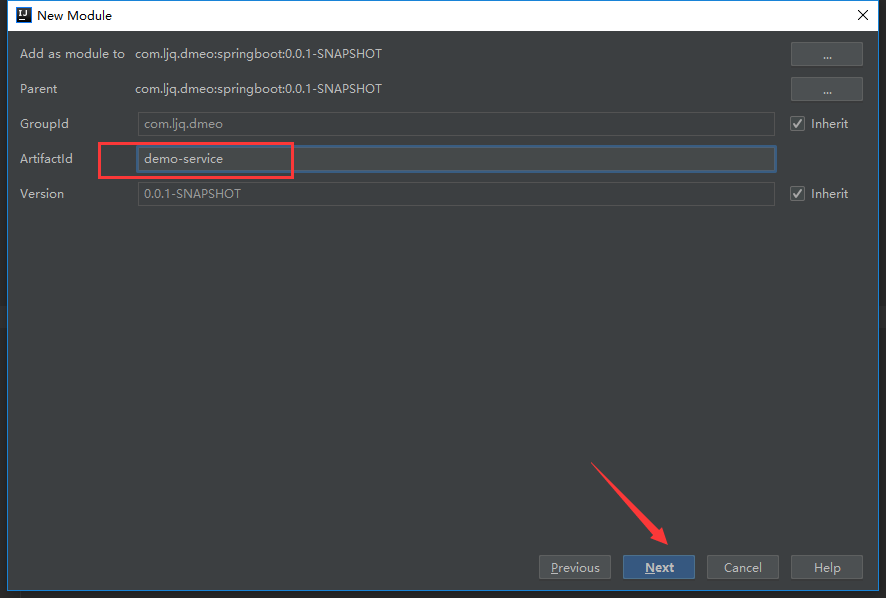 IJ New Module
Add as module to com.ljq.dmeo:springboot:0.0.1-SNAPSHOT ...
Parent com.ljq.dmeo:springboot:0.0.1-SNAPSHOT ...
GroupId com.ljq.dmeo Inherit
ArtifactId demo-service
Version 0.0.1-SNAPSHOT Inherit
Previous Next Cancel Help